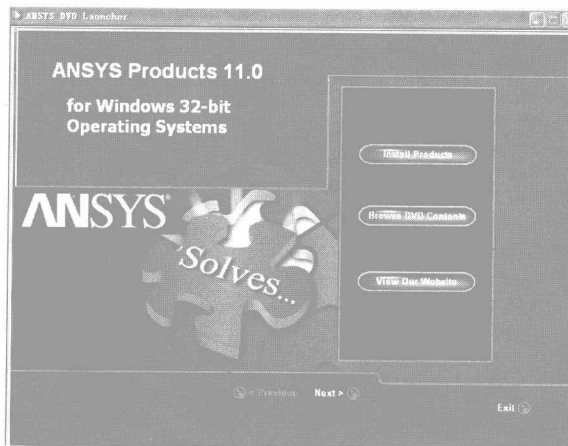 ANSYS DVD Launcher
ANSYS Products 11.0
for Windows 32-bit
Operating Systems
Install Products
Browse DVD Contents
View Our Website
ANSYS
Solves...
< Previous
Next >
Exit